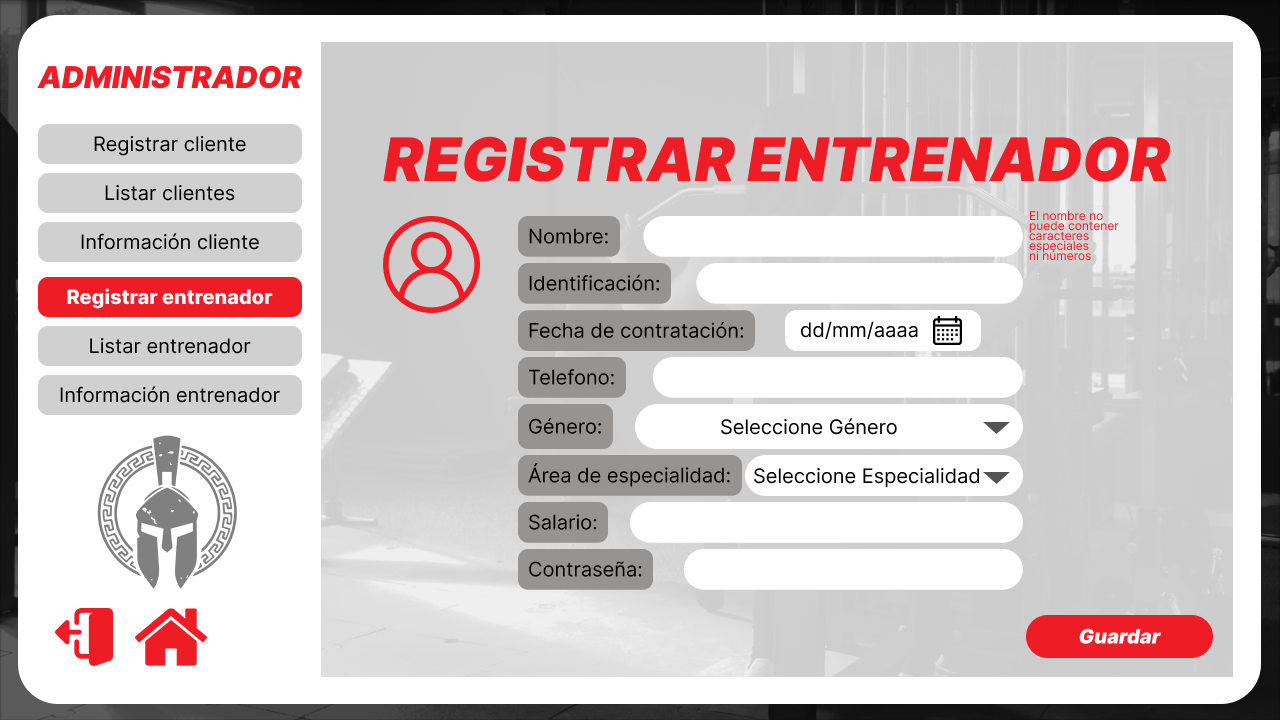 ADMINISTRADOR
Registrar cliente
Listar clientes
Información cliente
Registrar entrenador
Listar entrenador
Información entrenador
REGISTRAR ENTRENADOR
Nombre:
El nombre no
puede contener
caracteres
especiales
ni números
Identificación:
Fecha de contratación: dd/mm/aaaa
Telefono:
Género: Seleccione Género
Área de especialidad: Seleccione Especialidad
Salario:
Contraseña:
Guardar